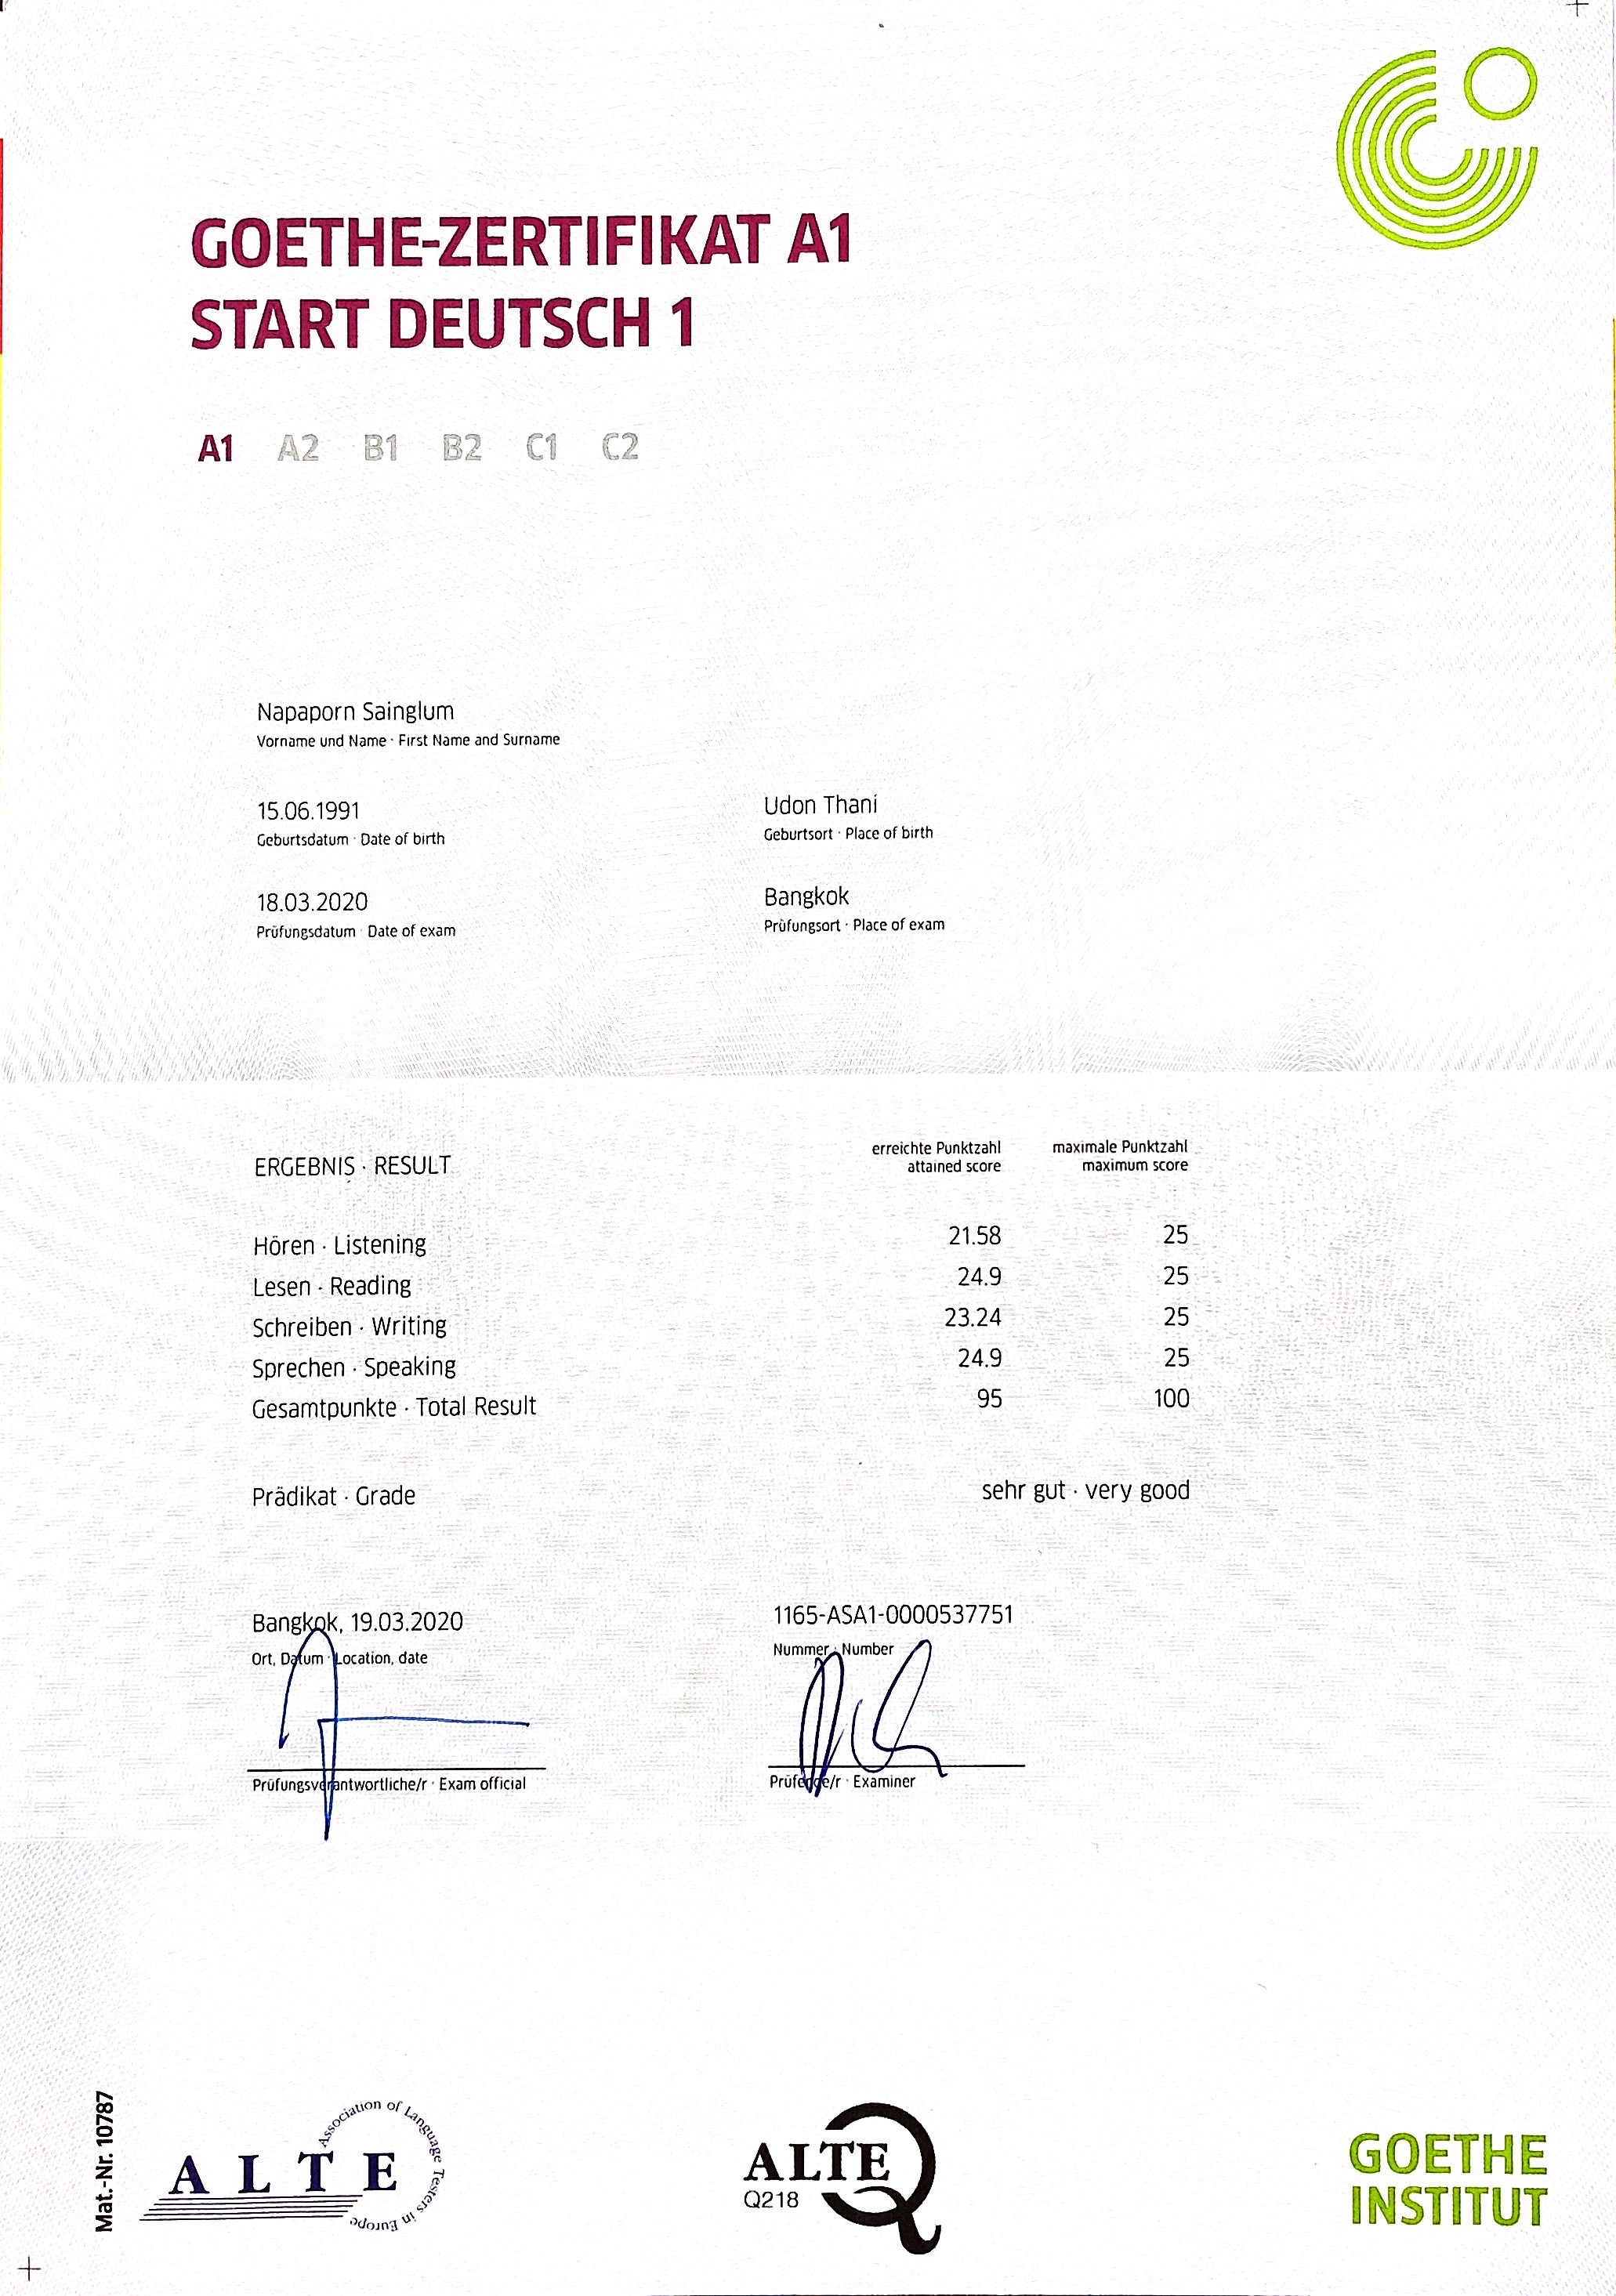 GOETHE-ZERTIFIKAT A1
START DEUTSCH 1
A1 A2 B1 B2 C1 C2
Napaporn Sainglum
Vorname und Name · First Name and Surname
15.06.1991
Geburtsdatum · Date of birth
Udon Thani
Geburtsort · Place of birth
18.03.2020
Prüfungsdatum · Date of exam
Bangkok
Prüfungsort · Place of exam
ERGEBNIS · RESULT
erreichte Punktzahl
attained score
maximale Punktzahl
maximum score
Hören · Listening 21.58 25
Lesen · Reading 24.9 25
Schreiben · Writing 23.24 25
Sprechen · Speaking 24.9 25
Gesamtpunkte · Total Result 95 100
Prädikat · Grade sehr gut · very good
Bangkok, 19.03.2020
Ort, Datum · Location, date
1165-ASA1-0000537751
Nummer · Number
Prüfungsverantwortliche/r · Exam official
Prüfende/r · Examiner
Mat.-Nr. 10787
ALTE
Association of Language Testers in Europe
ALTE
Q218
GOETHE
INSTITUT